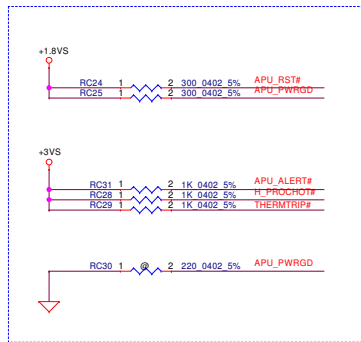 +1.8VS
RC24 1 2 300_0402_5% APU_RST#
RC25 1 2 300_0402_5% APU_PWRGD
+3VS
RC31 1 2 1K_0402_5% APU_ALERT#
RC28 1 2 1K_0402_5% H_PROCHOT#
RC29 1 2 1K_0402_5% THERMTRIP#
RC30 1 @ 2 220_0402_5% APU_PWRGD